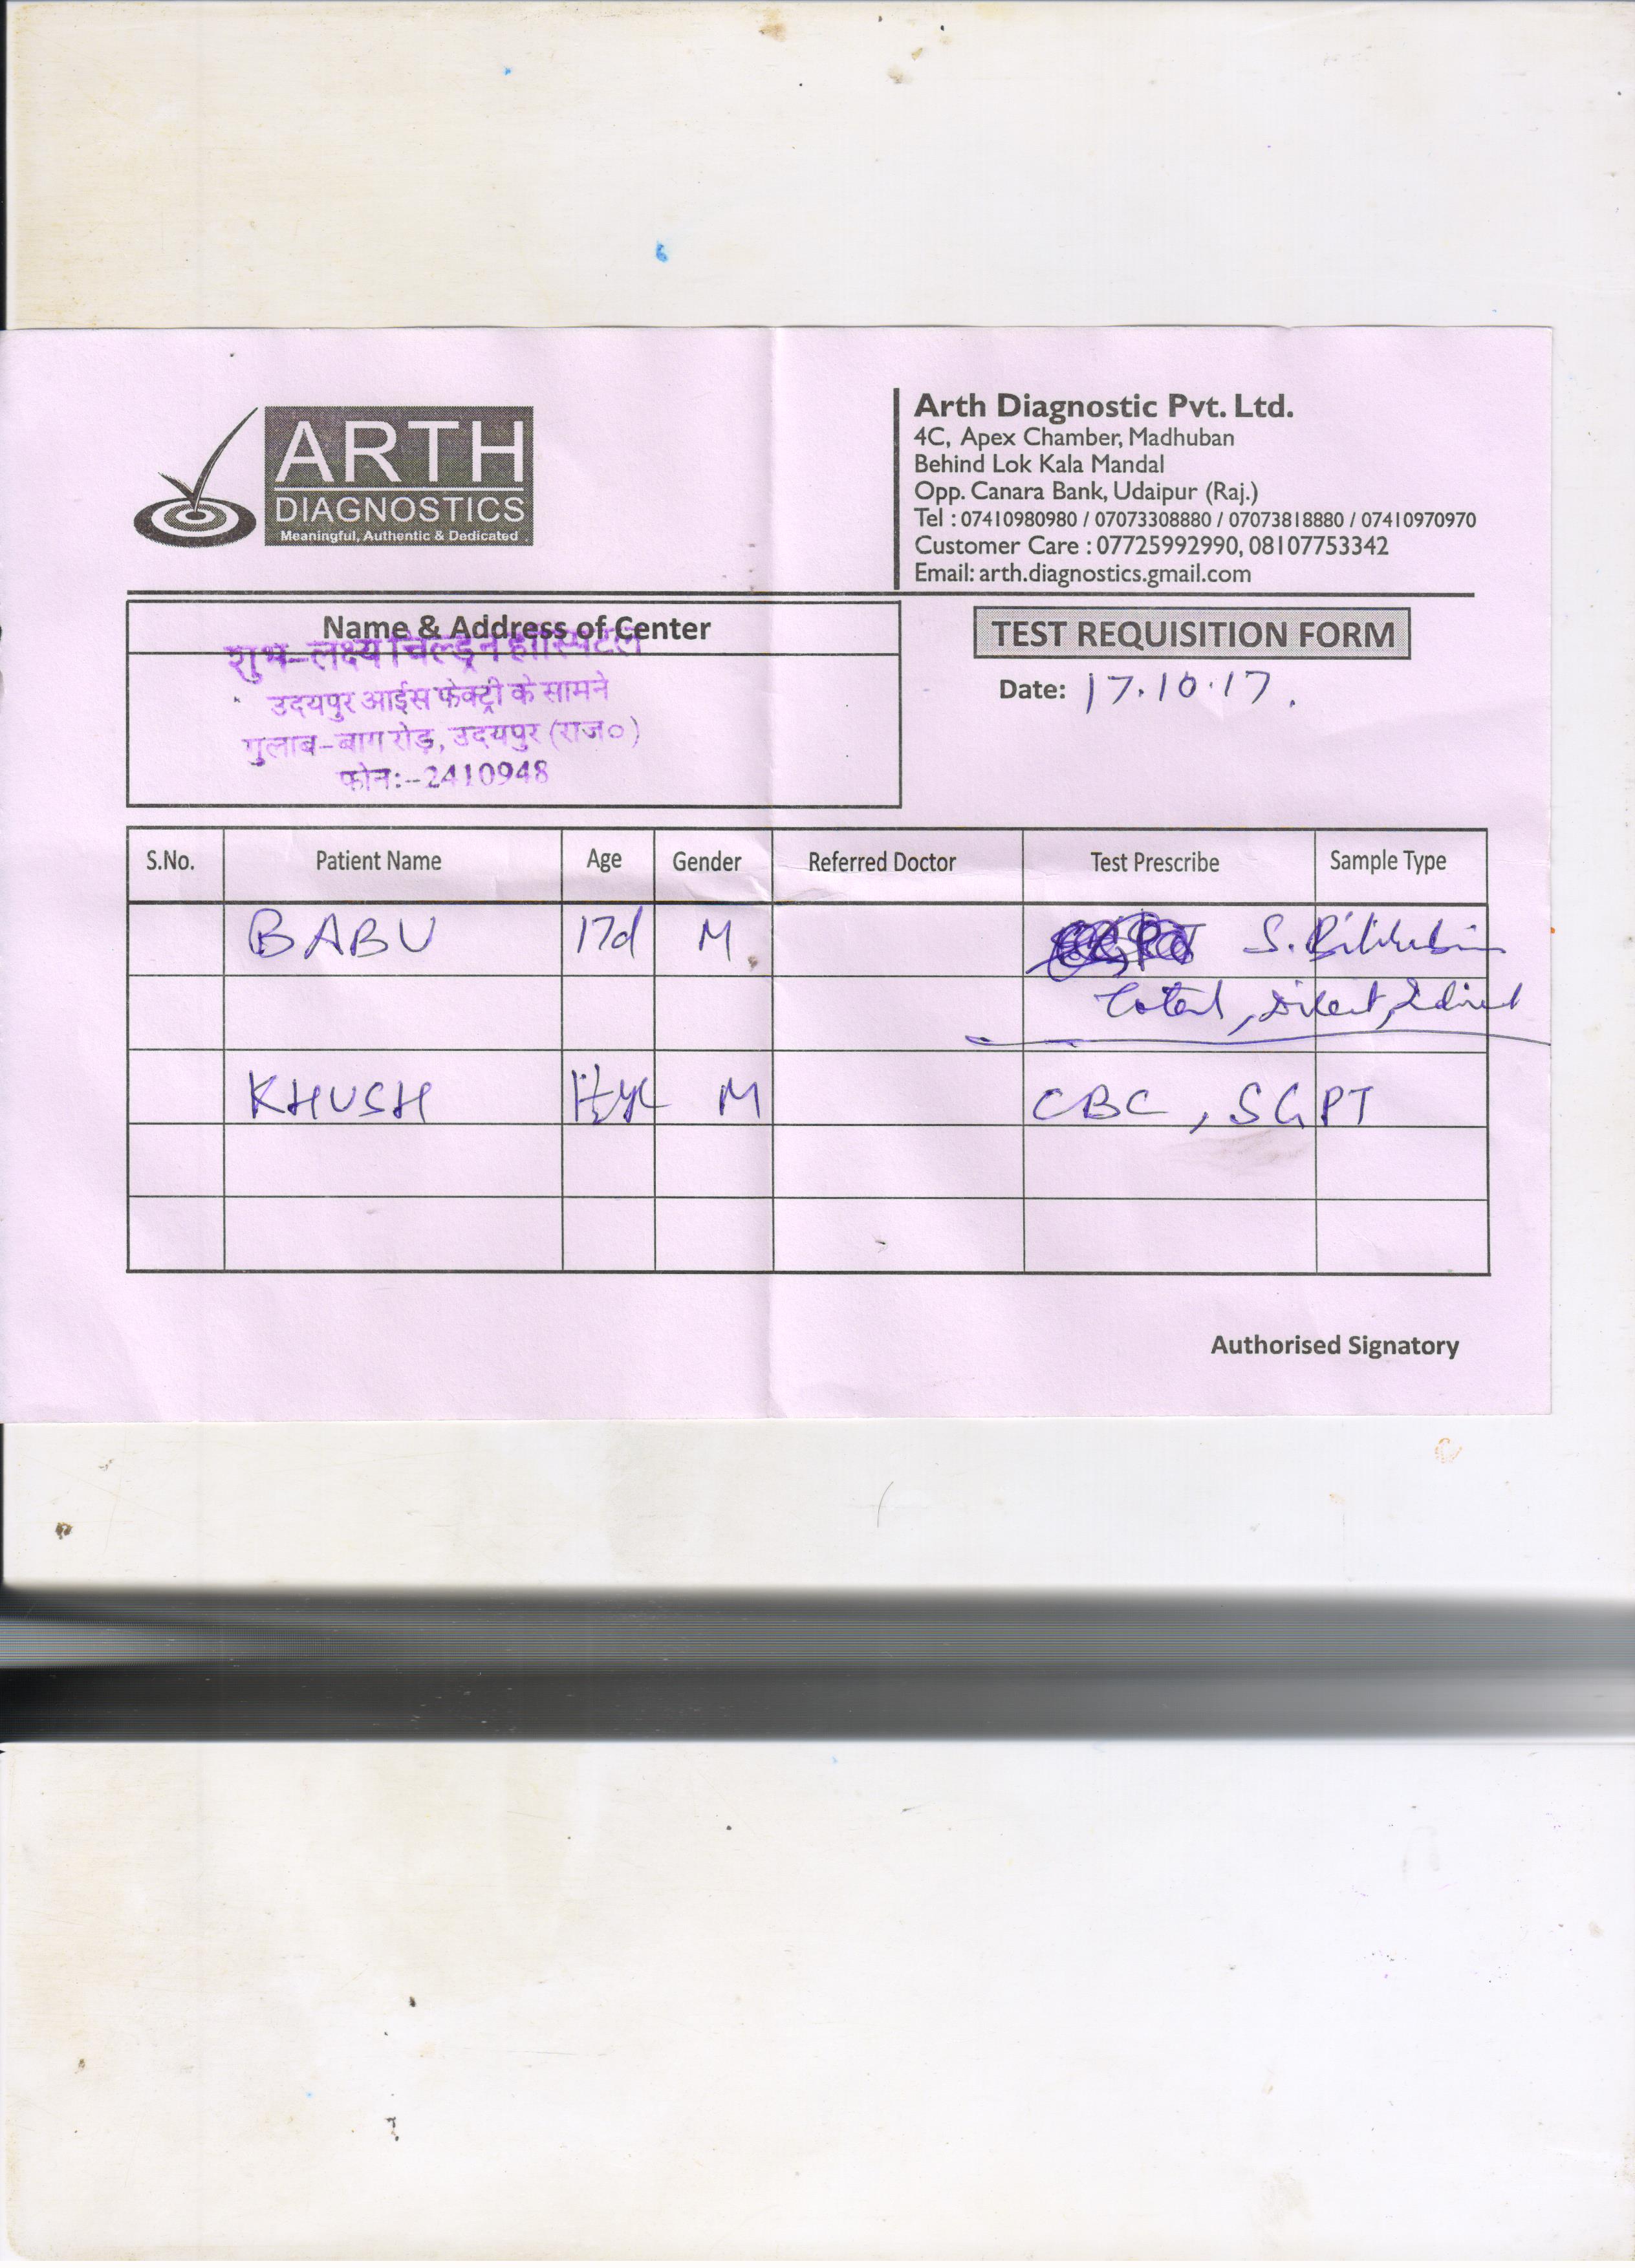 ARTH
DIAGNOSTICS
Meaningful, Authentic & Dedicated
Arth Diagnostic Pvt. Ltd.
4C, Apex Chamber, Madhuban
Behind Lok Kala Mandal
Opp. Canara Bank, Udaipur (Raj.)
Tel : 07410980980 / 07073308880 / 07073818880 / 07410970970
Customer Care : 07725992990, 08107753342
Email: arth.diagnostics.gmail.com
Name & Address of Center
शुभ-लक्ष्य चिल्ड्रन हॉस्पिटल
उदयपुर आईस फेक्ट्री के सामने
गुलाब-बाग रोड़, उदयपुर (राज०)
फोन:-2410948
TEST REQUISITION FORM
Date: 17.10.17.
S.No. Patient Name Age Gender Referred Doctor Test Prescribe Sample Type
BABU 17d M S. Bilirubin
Total, Direct, Indirect
KHUSH M CBC, SGPT
Authorised Signatory